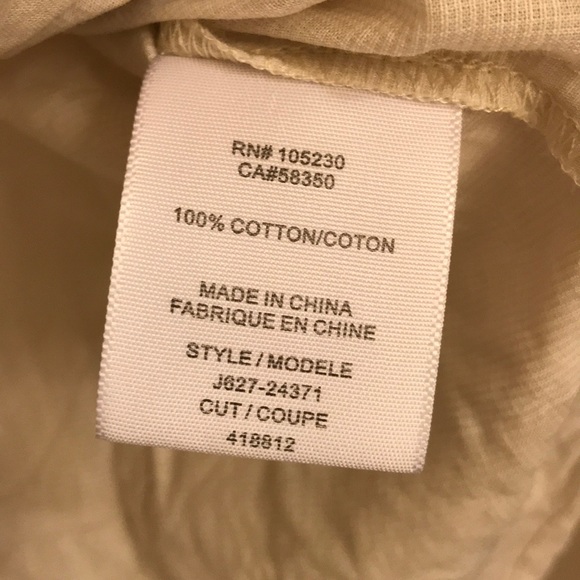 RN# 105230
CA#58350
100% COTTON/COTON
MADE IN CHINA
FABRIQUE EN CHINE
STYLE / MODELE
J627-24371
CUT / COUPE
418812